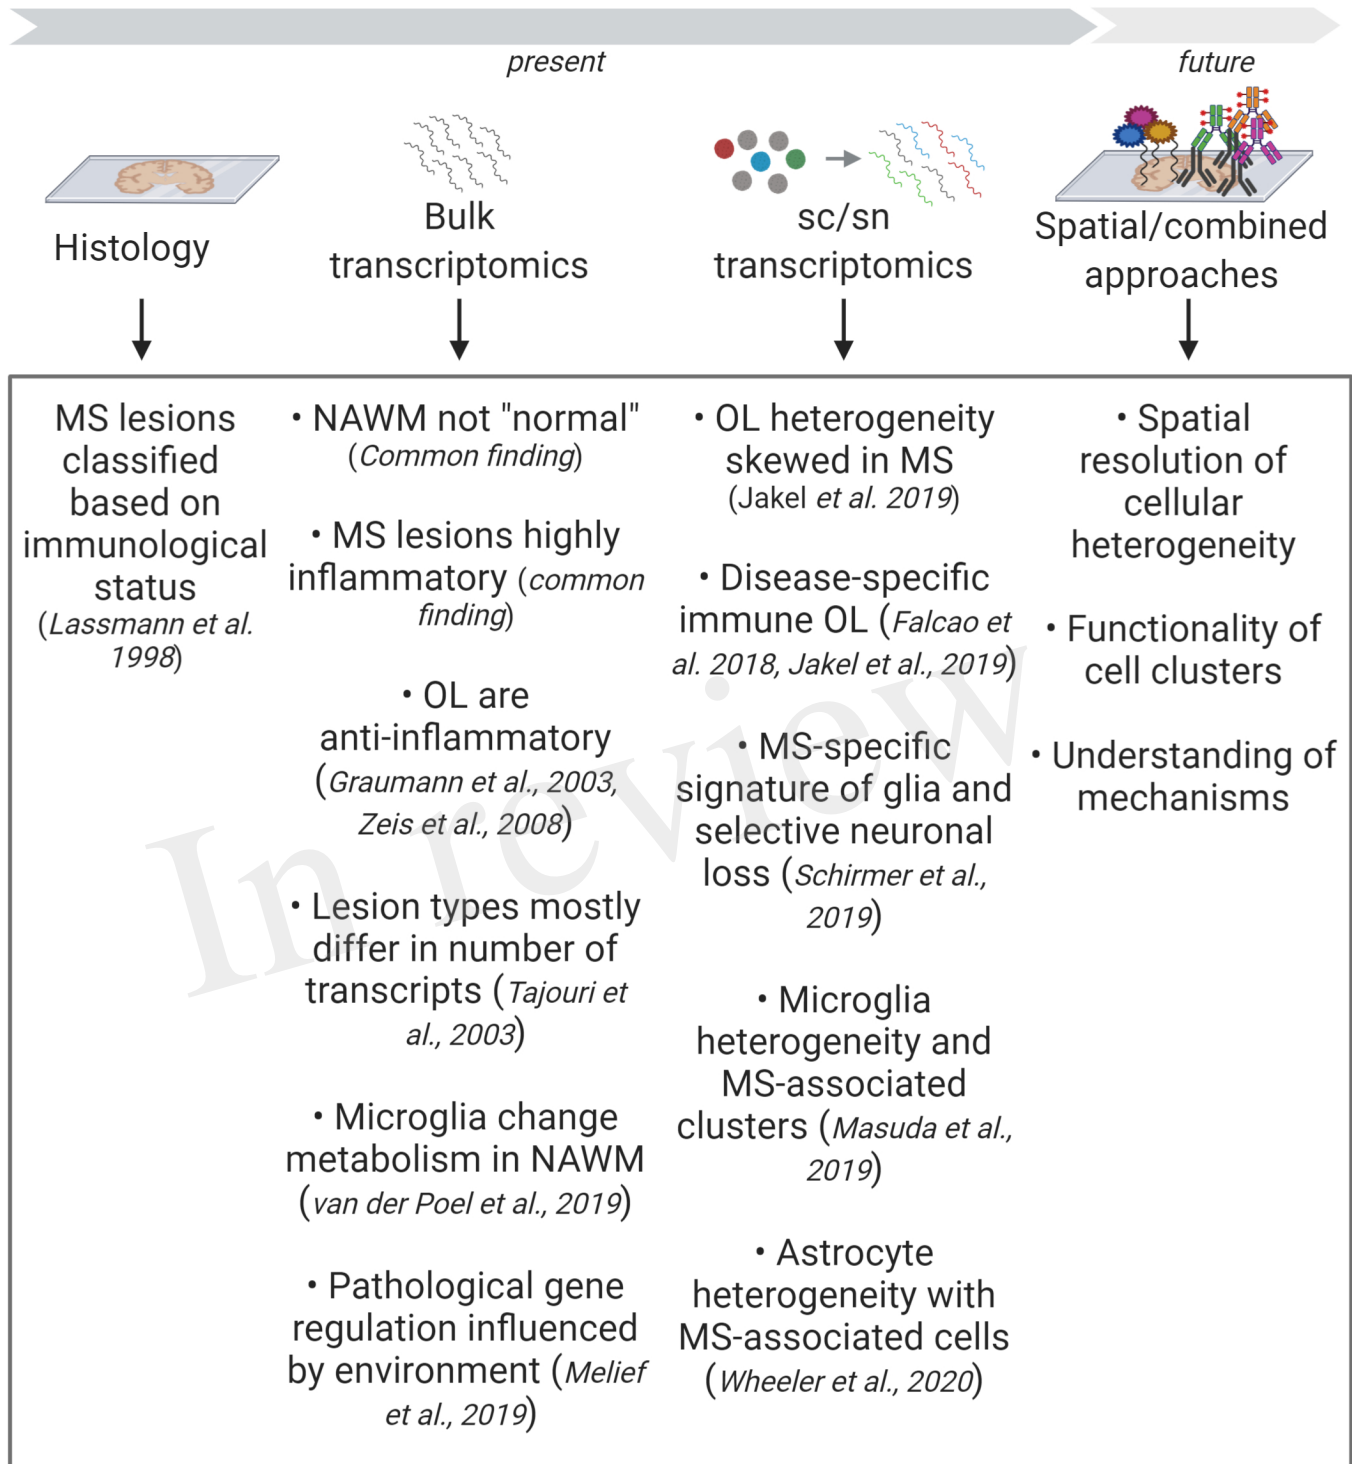 present
future
Histology
Bulk
transcriptomics
sc/sn
transcriptomics
Spatial/combined
approaches
MS lesions
classified
based on
immunological
status
(Lassmann et al.
1998)
• NAWM not "normal"
(Common finding)
• MS lesions highly
inflammatory (common
finding)
• OL are
anti-inflammatory
(Graumann et al., 2003,
Zeis et al., 2008)
• Lesion types mostly
differ in number of
transcripts (Tajouri et
al., 2003)
• Microglia change
metabolism in NAWM
(van der Poel et al., 2019)
• Pathological gene
regulation influenced
by environment (Melief
et al., 2019)
• OL heterogeneity
skewed in MS
(Jakel et al. 2019)
• Disease-specific
immune OL (Falcao et
al. 2018, Jakel et al., 2019)
• MS-specific
signature of glia and
selective neuronal
loss (Schirmer et al.,
2019)
• Microglia
heterogeneity and
MS-associated
clusters (Masuda et al.,
2019)
• Astrocyte
heterogeneity with
MS-associated cells
(Wheeler et al., 2020)
• Spatial
resolution of
cellular
heterogeneity
• Functionality of
cell clusters
• Understanding of
mechanisms
In review